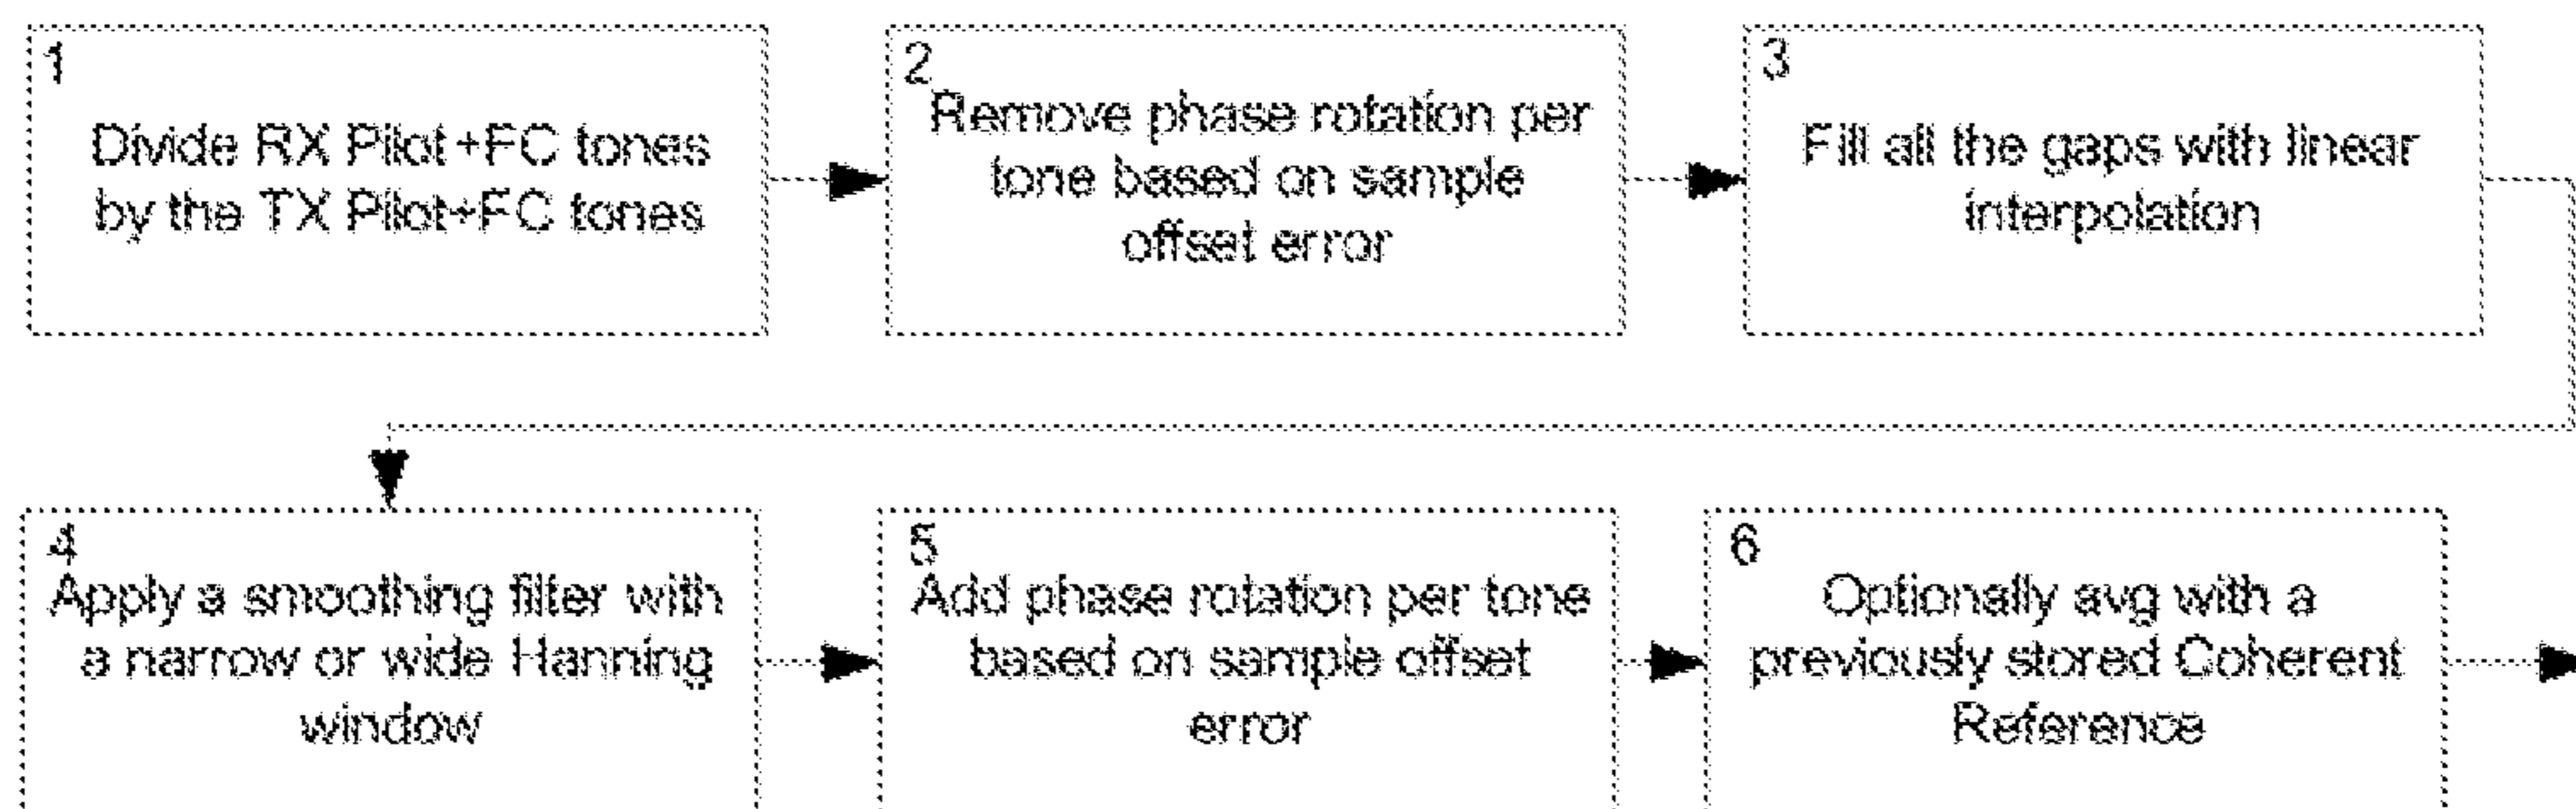 1
Divide RX Pilot+FC tones
by the TX Pilot+FC tones
2
Remove phase rotation per
tone based on sample
offset error
3
Fill all the gaps with linear
interpolation
4
Apply a smoothing filter with
a narrow or wide Hanning
window
5
Add phase rotation per tone
based on sample offset
error
6
Optionally avg with a
previously stored Coherent
Reference